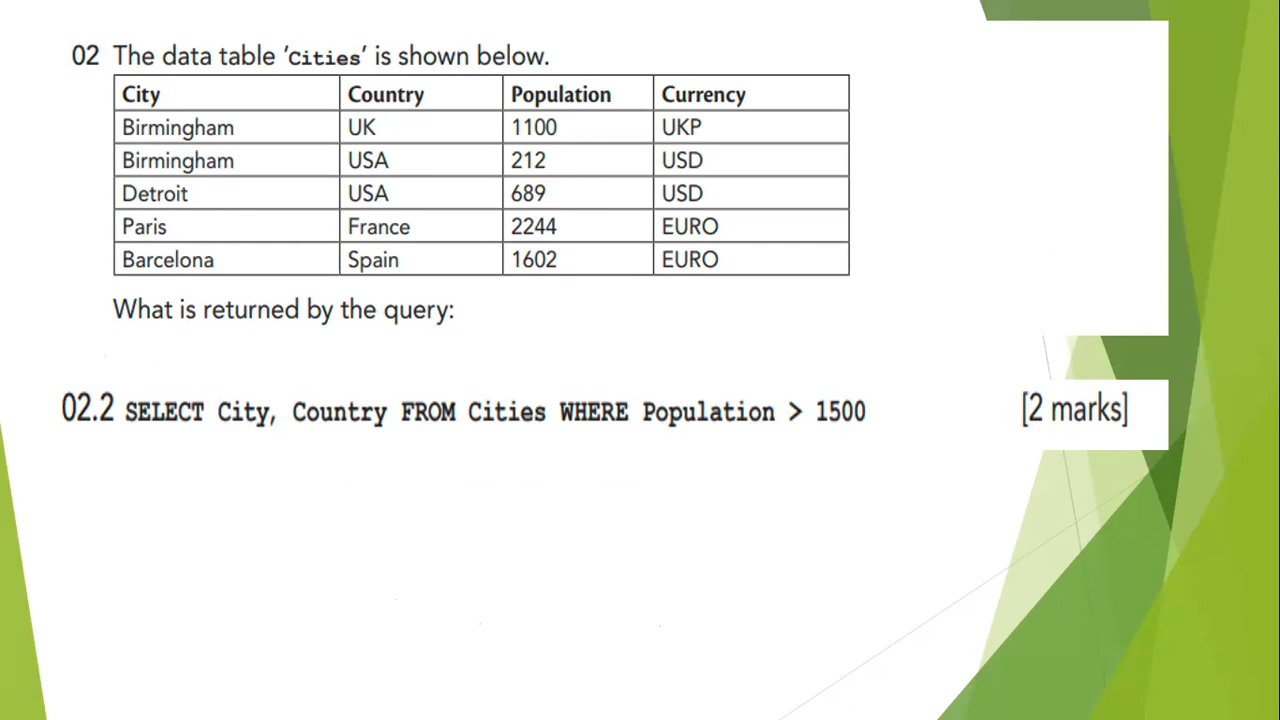 02 The data table ‘Cities’ is shown below.
City Country Population Currency
Birmingham UK 1100 UKP
Birmingham USA 212 USD
Detroit USA 689 USD
Paris France 2244 EURO
Barcelona Spain 1602 EURO
What is returned by the query:
02.2 SELECT City, Country FROM Cities WHERE Population > 1500 [2 marks]